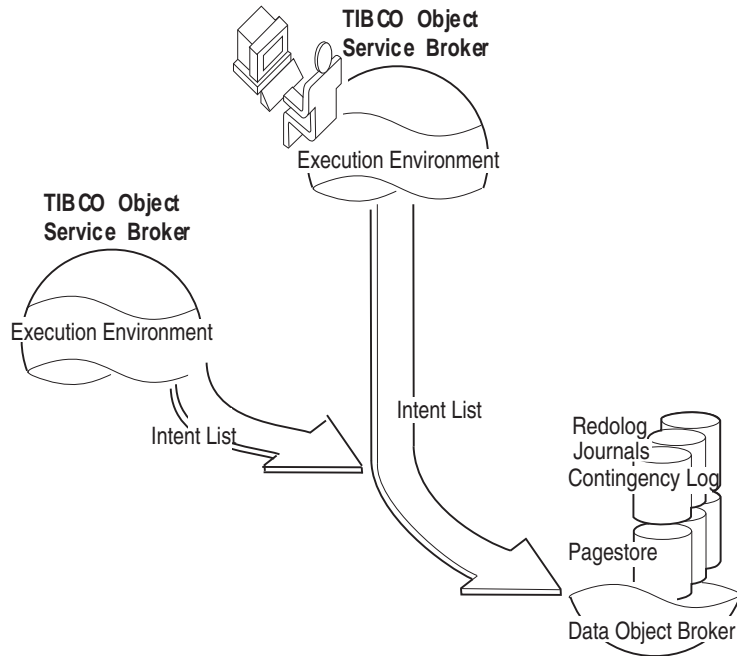 TIBCO Object
Service Broker
Execution Environment
TIBCO Object
Service Broker
Execution Environment
Intent List
Intent List
Redolog
Journals
Contingency Log
Pagestore
Data Object Broker